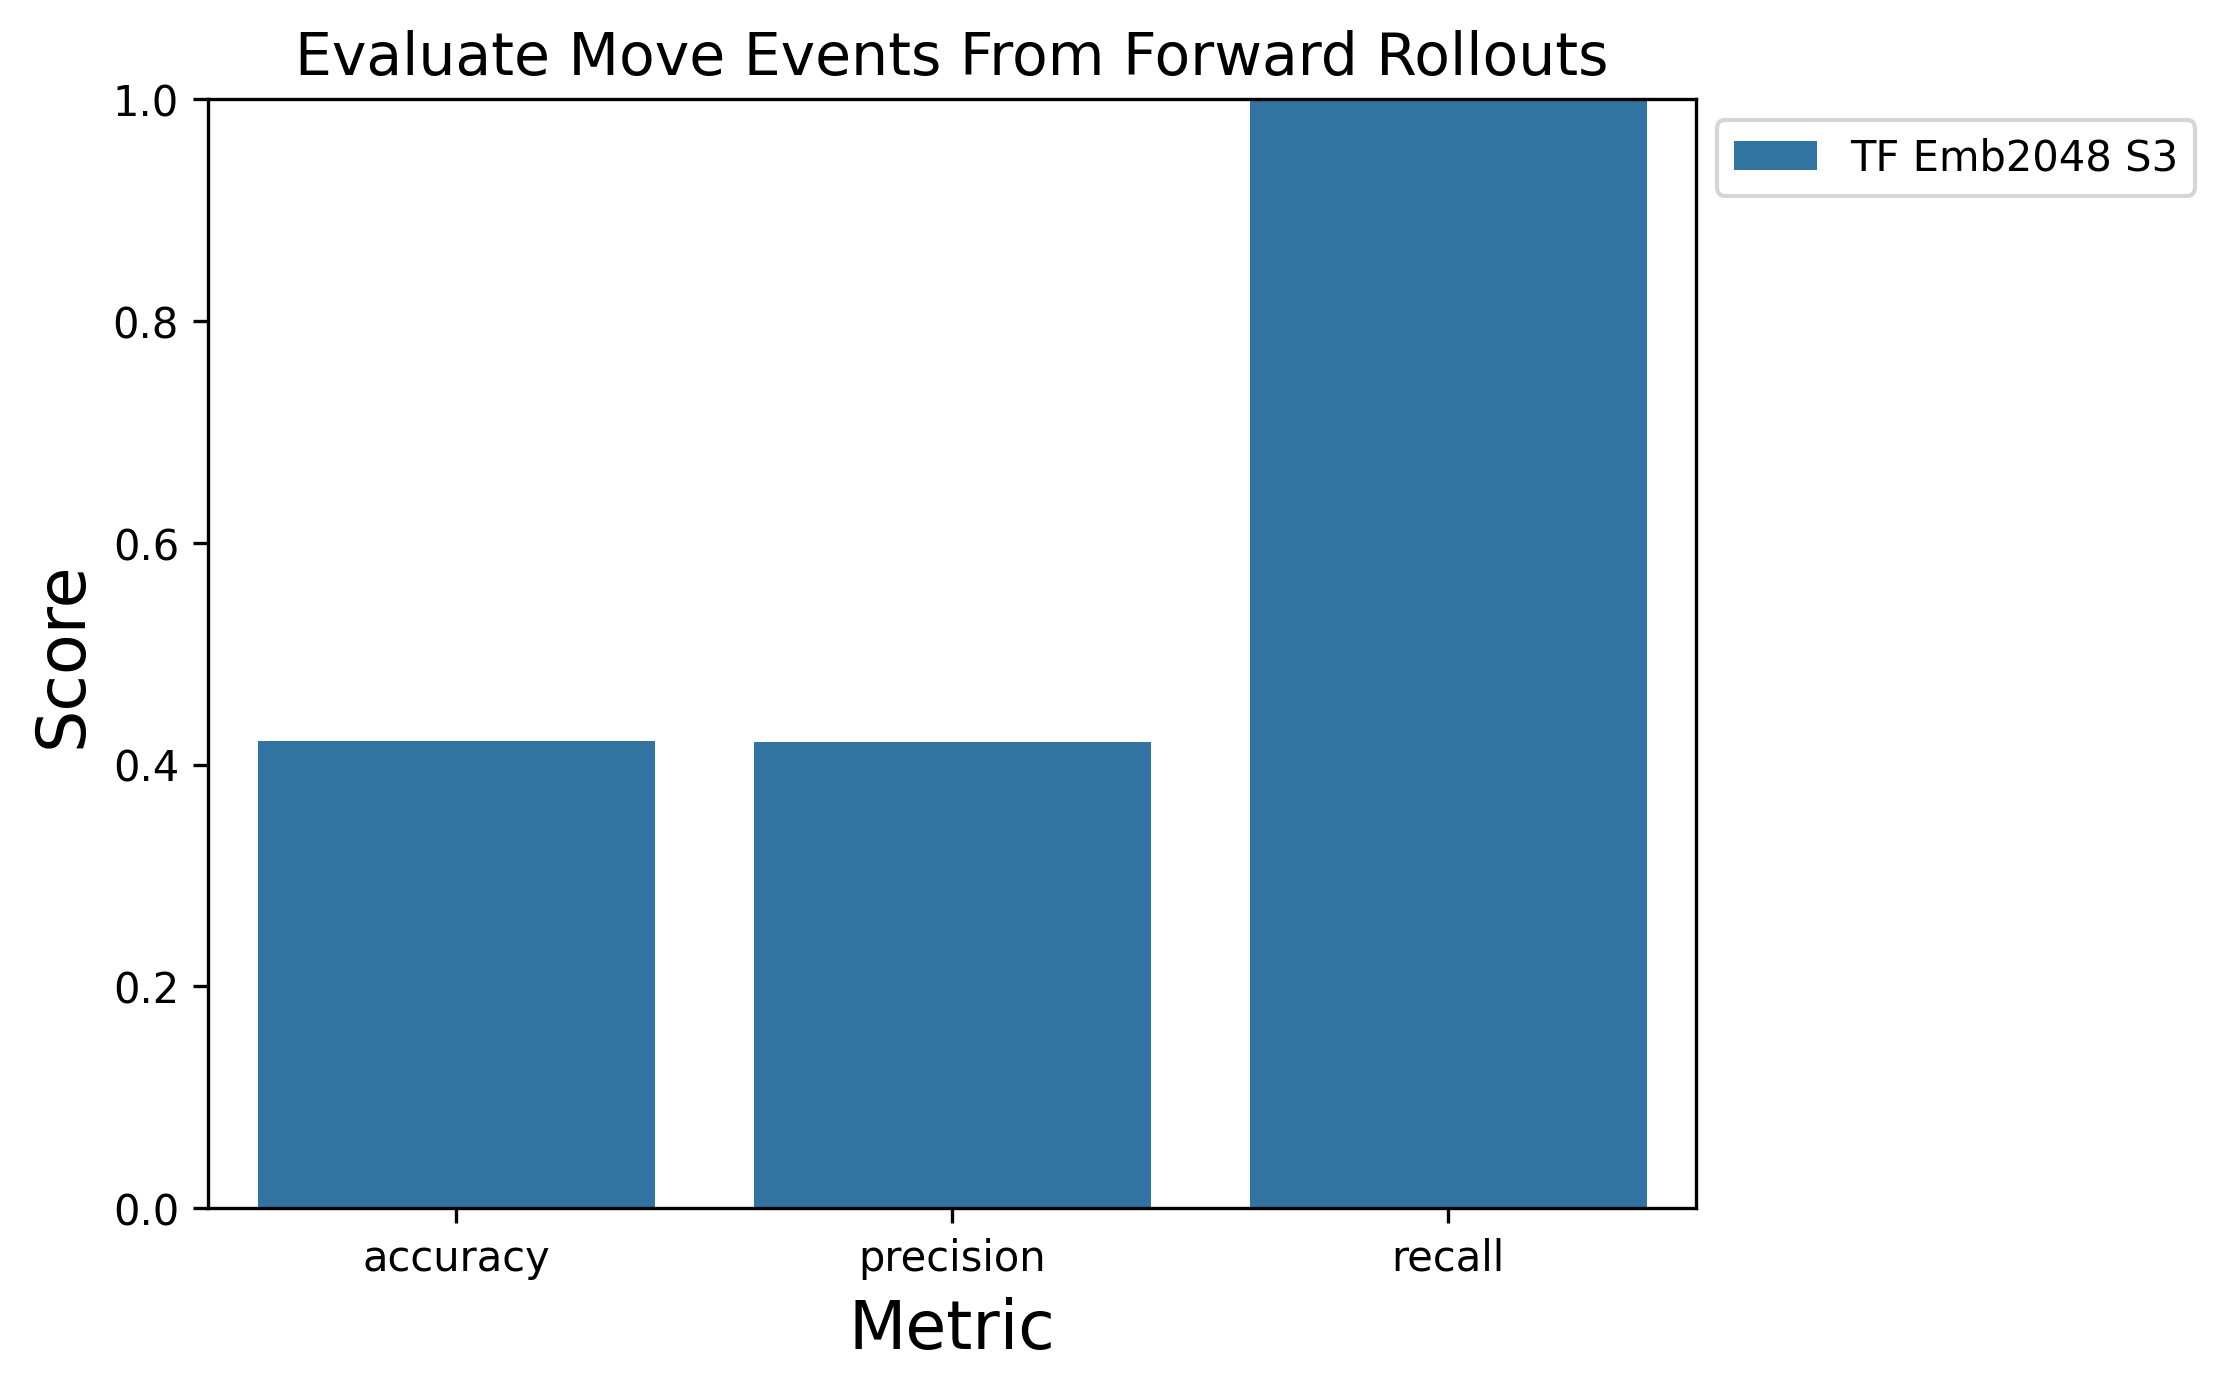 Evaluate Move Events From Forward Rollouts
1.0
0.8
0.6
0.4
0.2
0.0
Score
accuracy precision recall
Metric
TF Emb2048 S3